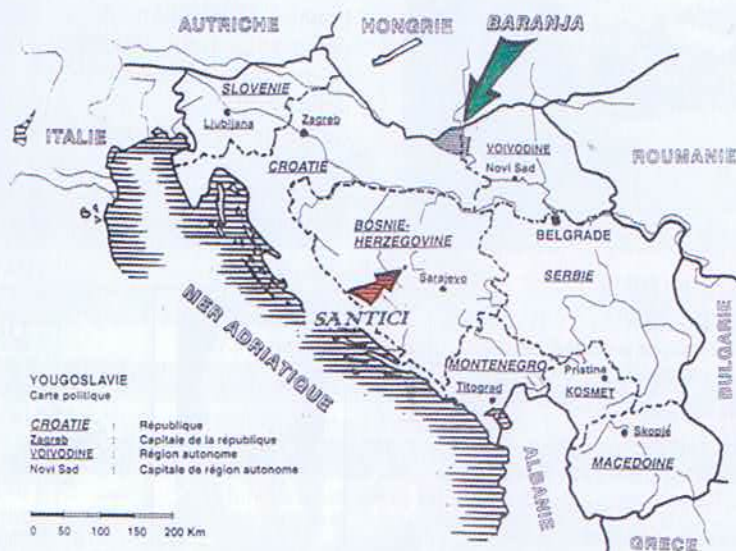 AUTRICHE
HONGRIE
BARANJA
SLOVENIE
Ljubljana
Zagreb
ITALIE
VOIVODINE
Novi Sad
ROUMANIE
CROATIE
BOSNIE-
HERZEGOVINE
BELGRADE
Sarajevo
SERBIE
SANTICI
MER ADRIATIQUE
MONTENEGRO
Pristina
Titograd
KOSMET
BULGARIE
Skopjé
MACEDOINE
ALBANIE
GRECE
YOUGOSLAVIE
Carte politique
CROATIE : République
Zagreb : Capitale de la république
VOIVODINE : Région autonome
Novi Sad : Capitale de région autonome
0 50 100 150 200 Km